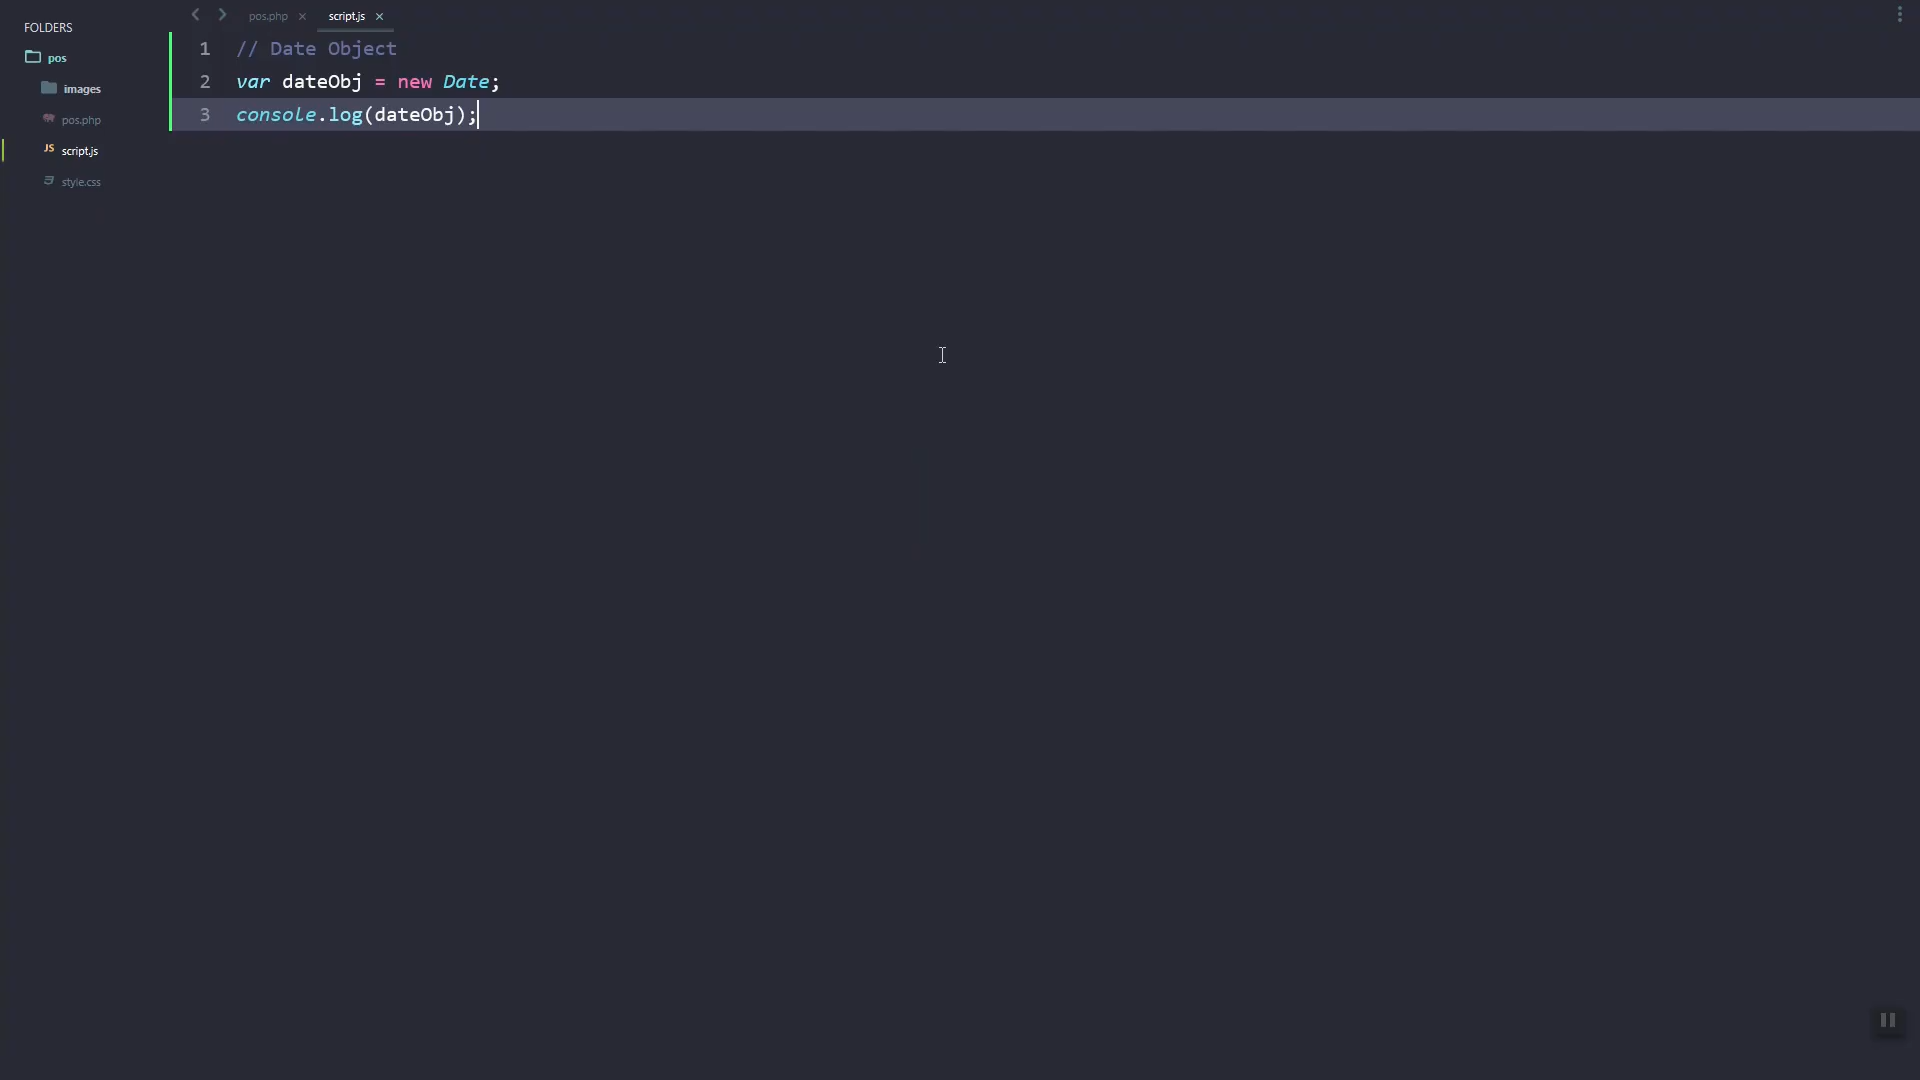 FOLDERS
pos
images
pos.php
JS script.js
style.css
pos.php × script.js ×
1 // Date Object
2 var dateObj = new Date;
3 console.log(dateObj);